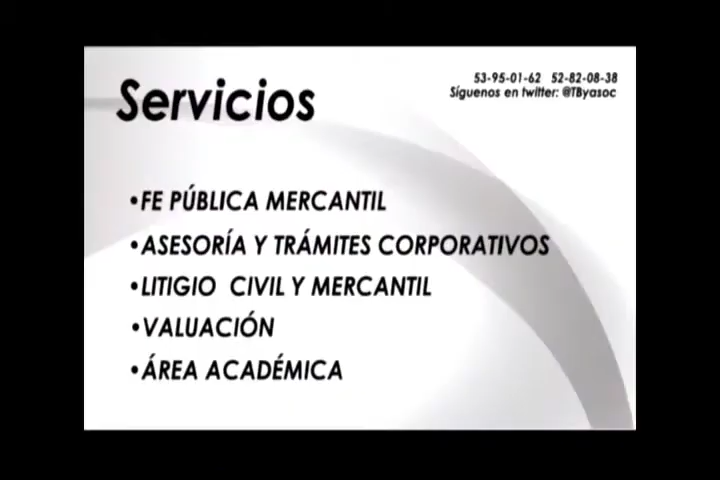 Servicios
53-95-01-62 52-82-08-38
Síguenos en twitter: @TByasoc
•FE PÚBLICA MERCANTIL
•ASESORÍA Y TRÁMITES CORPORATIVOS
•LITIGIO CIVIL Y MERCANTIL
•VALUACIÓN
•ÁREA ACADÉMICA